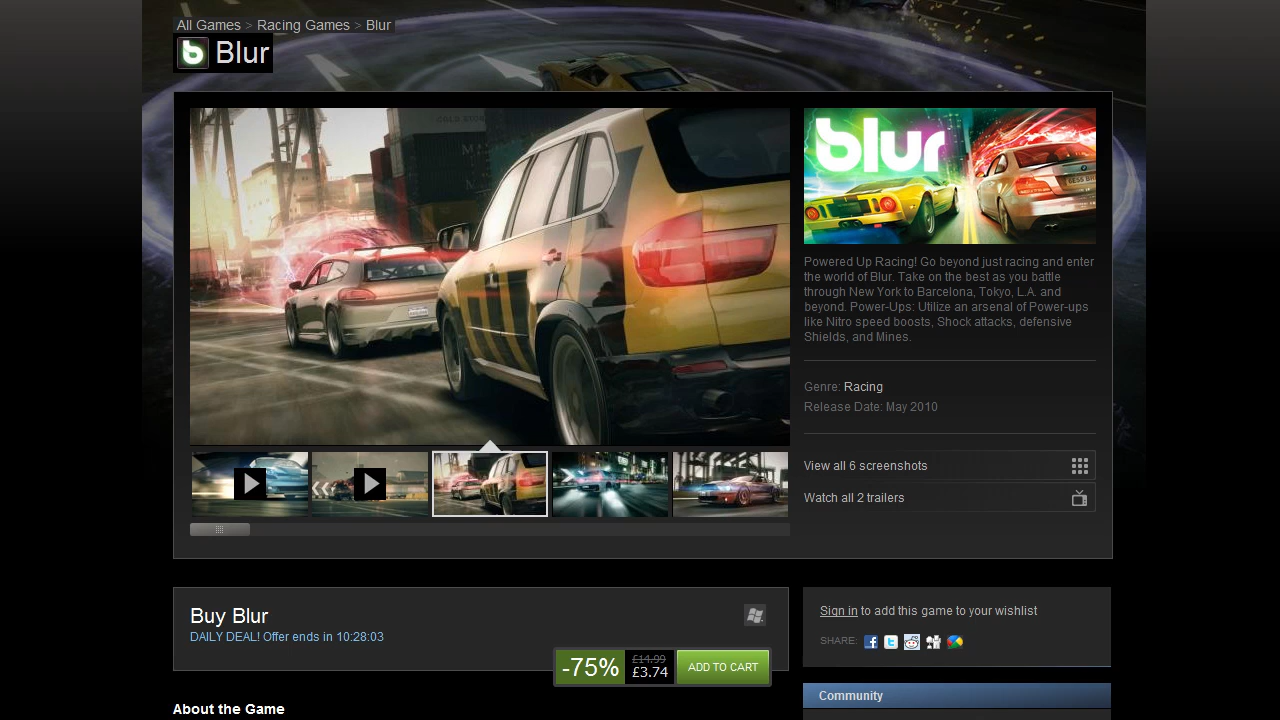 All Games > Racing Games > Blur
Blur
blur
Powered Up Racing! Go beyond just racing and enter
the world of Blur. Take on the best as you battle
through New York to Barcelona, Tokyo, L.A. and
beyond. Power-Ups: Utilize an arsenal of Power-ups
like Nitro speed boosts, Shock attacks, defensive
Shields, and Mines.
Genre: Racing
Release Date: May 2010
View all 6 screenshots
Watch all 2 trailers
Buy Blur
DAILY DEAL! Offer ends in 10:28:03
-75%
£14.99
£3.74
ADD TO CART
Sign in to add this game to your wishlist
SHARE:
Community
About the Game